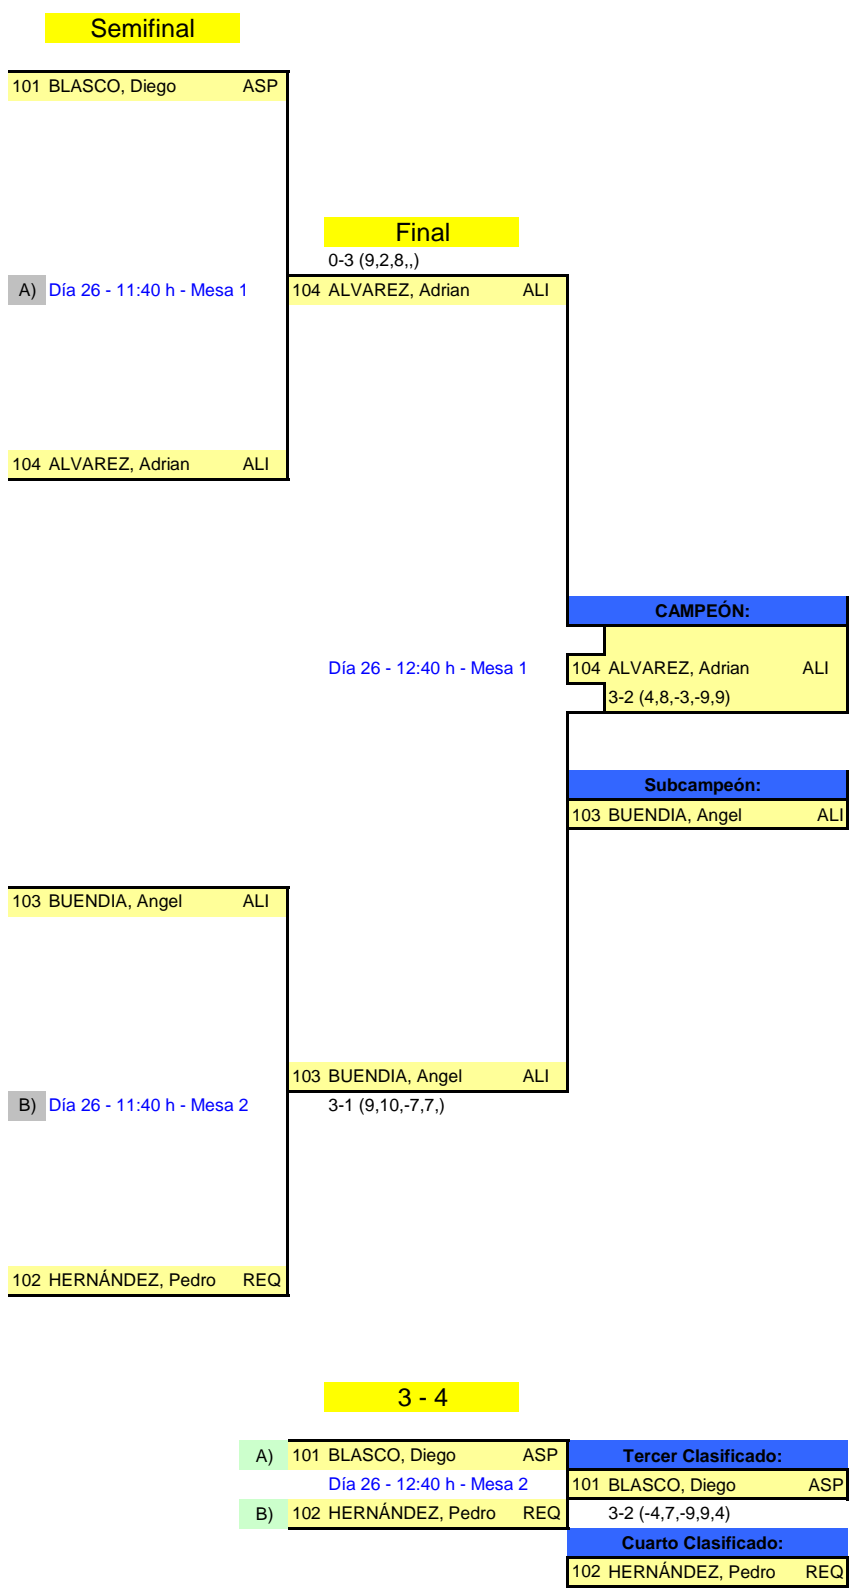 Semifinal
101 BLASCO, Diego ASP
Final
0-3 (9,2,8,,)
A) Día 26 - 11:40 h - Mesa 1
104 ALVAREZ, Adrian ALI
104 ALVAREZ, Adrian ALI
CAMPEÓN:
Día 26 - 12:40 h - Mesa 1
104 ALVAREZ, Adrian ALI
3-2 (4,8,-3,-9,9)
Subcampeón:
103 BUENDIA, Angel ALI
103 BUENDIA, Angel ALI
103 BUENDIA, Angel ALI
B) Día 26 - 11:40 h - Mesa 2
3-1 (9,10,-7,7,)
102 HERNÁNDEZ, Pedro REQ
3 - 4
A) 101 BLASCO, Diego ASP
Tercer Clasificado:
Día 26 - 12:40 h - Mesa 2
101 BLASCO, Diego ASP
B) 102 HERNÁNDEZ, Pedro REQ
3-2 (-4,7,-9,9,4)
Cuarto Clasificado:
102 HERNÁNDEZ, Pedro REQ